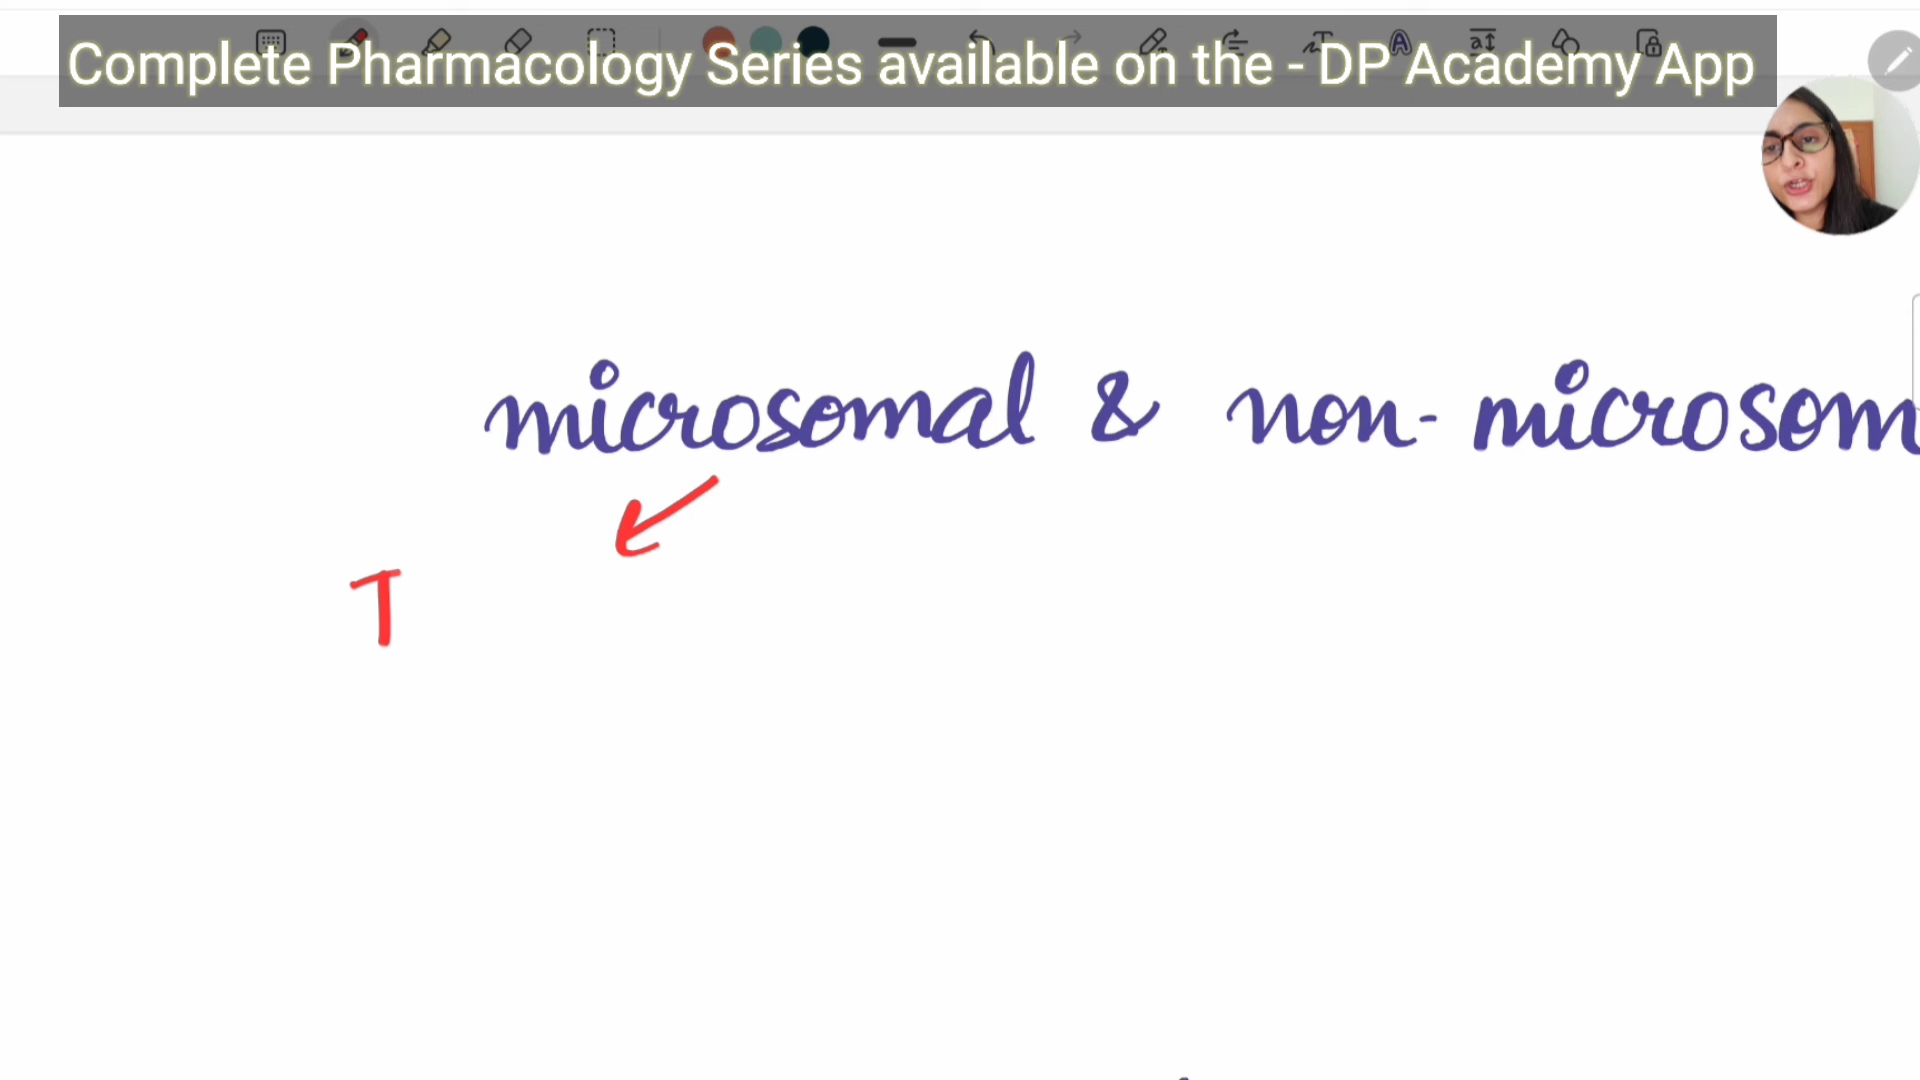 Complete Pharmacology Series available on the - DP Academy App
microsomal & non-microsom
T